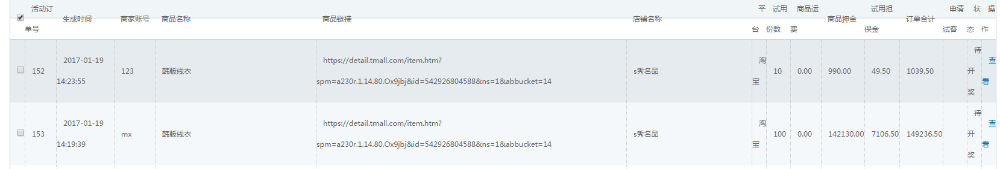 活动订单号 生成时间 商家账号 商品名称 商品链接 店铺名称 平台 试用份数 商品运费 商品押金 试用担保金 订单合计 申请试客 状态 操作
152 2017-01-19 14:23:55 123 韩版线衣 https://detail.tmall.com/item.htm?spm=a230r.1.14.80.Ox9jbj&id=542926804588&ns=1&abbucket=14 s秀名品 淘宝 10 0.00 990.00 49.50 1039.50 待开奖 查看
153 2017-01-19 14:19:39 mx 韩版线衣 https://detail.tmall.com/item.htm?spm=a230r.1.14.80.Ox9jbj&id=542926804588&ns=1&abbucket=14 s秀名品 淘宝 100 0.00 142130.00 7106.50 149236.50 待开奖 查看